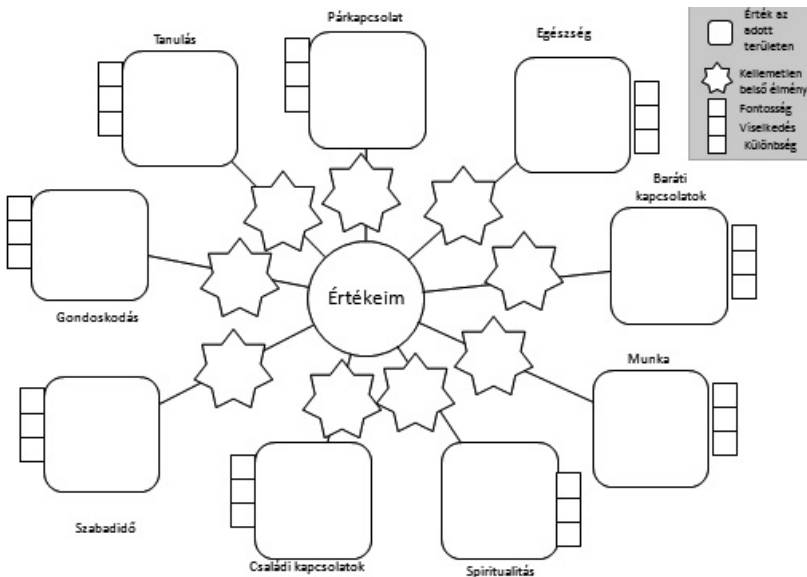 Párkapcsolat
Tanulás
Egészség
Érték az
adott
területen
Kellemetlen
belső élmény
Fontosság
Viselkedés
Különbség
Baráti
kapcsolatok
Gondoskodás
Értékeim
Munka
Szabadidő
Családi kapcsolatok
Spiritualitás